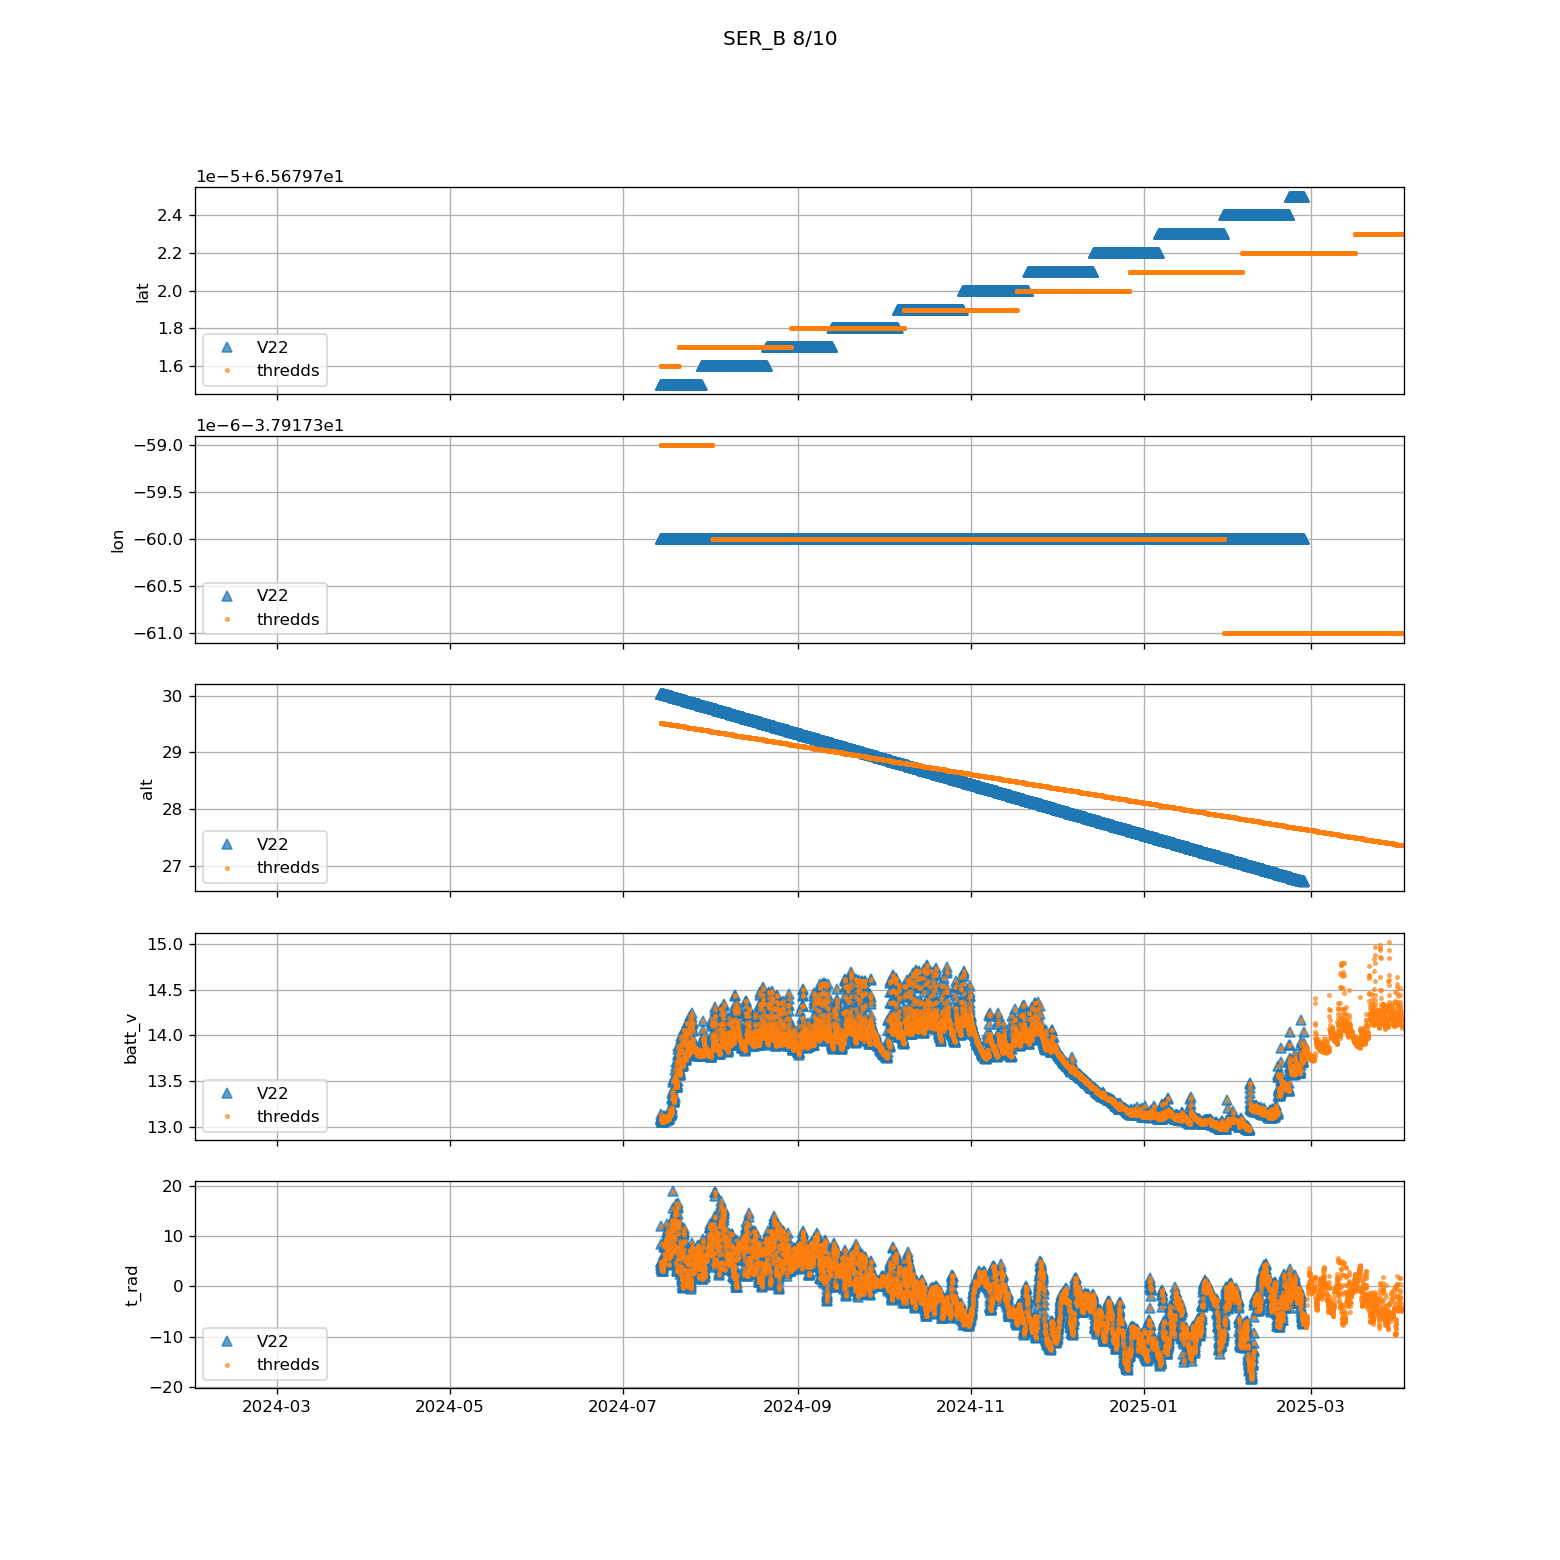 SER_B 8/10
1e−5+6.56797e1
2.4
2.2
2.0
1.8
1.6
lat
V22
thredds
1e−6−3.79173e1
−59.0
−59.5
−60.0
−60.5
−61.0
lon
V22
thredds
30
29
28
27
alt
V22
thredds
15.0
14.5
14.0
13.5
13.0
batt_v
V22
thredds
20
10
0
−10
−20
t_rad
V22
thredds
2024-03 2024-05 2024-07 2024-09 2024-11 2025-01 2025-03